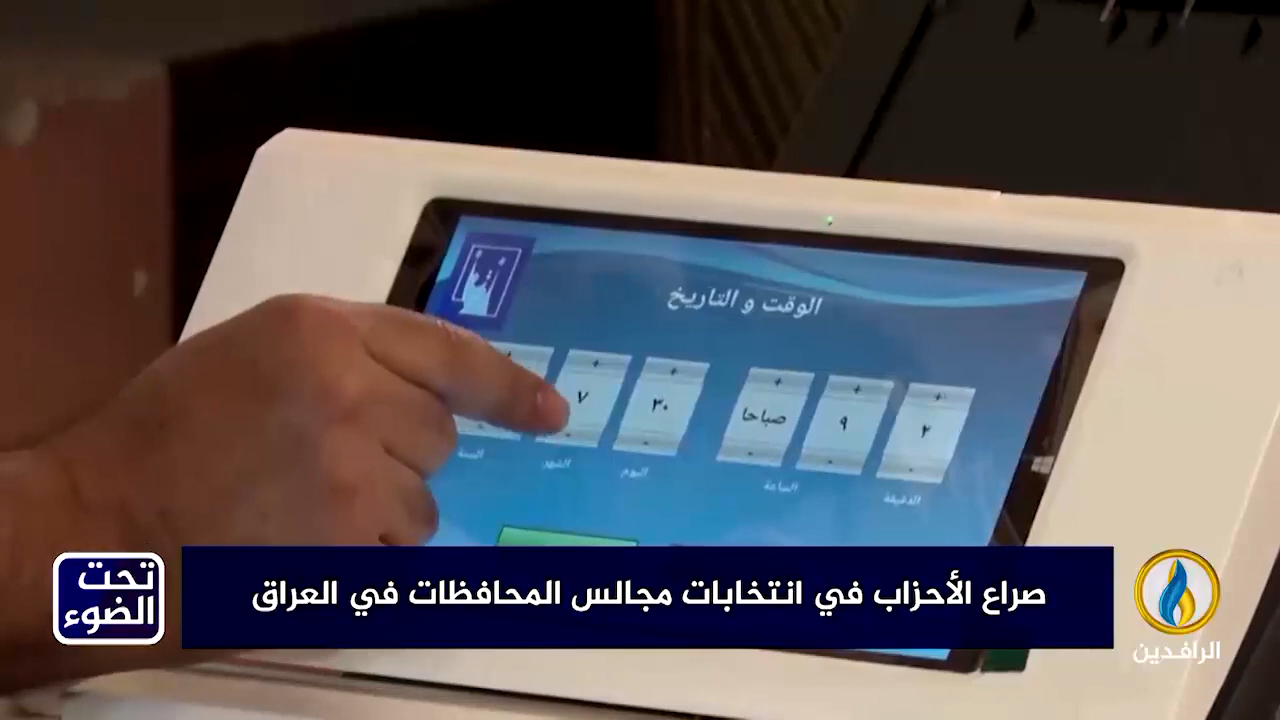 الوقت و التاريخ
+ + + + + +
٧ ٣٠ صباحا ٩ ٢
- - - - - -
السنة الشهر اليوم الساعة الدقيقة
صراع الأحزاب في انتخابات مجالس المحافظات في العراق
تحت
الضوء
الرافدين